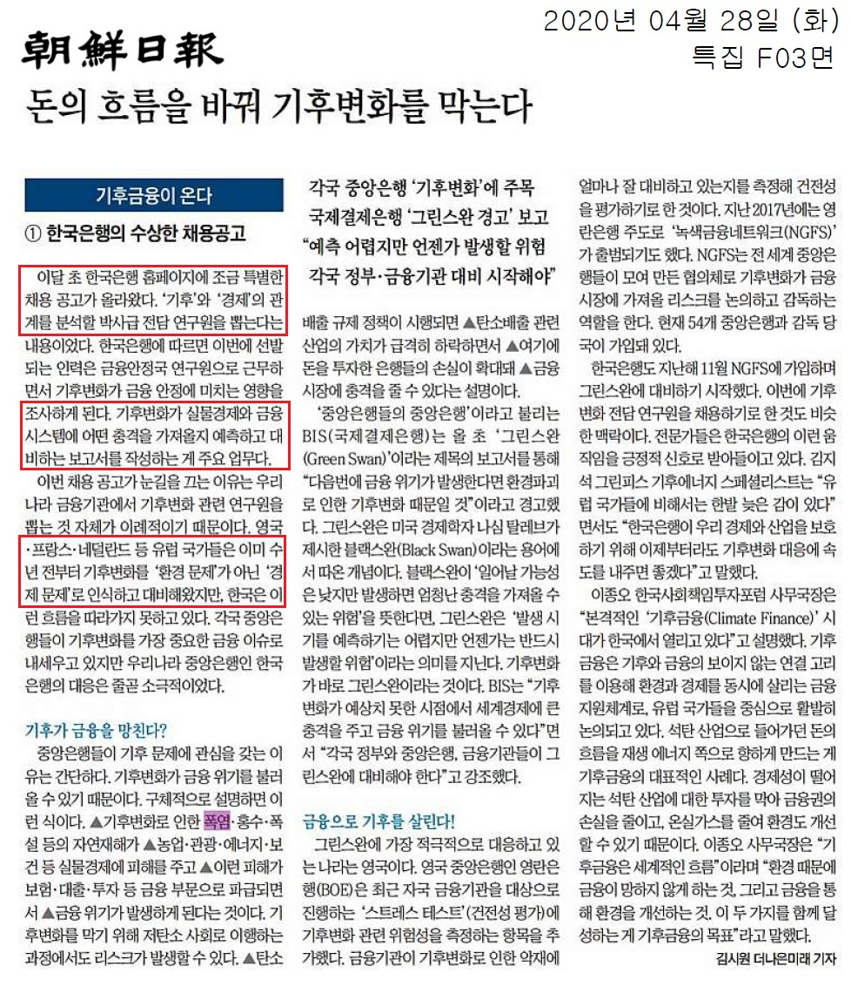 2020년 04월 28일 (화)
특집 F03면
朝鮮日報
돈의 흐름을 바꿔 기후변화를 막는다
기후금융이 온다
① 한국은행의 수상한 채용공고
이달 초 한국은행 홈페이지에 조금 특별한
채용 공고가 올라왔다. ‘기후’와 ‘경제’의 관
계를 분석할 박사급 전담 연구원을 뽑는다는
내용이었다. 한국은행에 따르면 이번에 선발
되는 인력은 금융안정국 연구원으로 근무하
면서 기후변화가 금융 안정에 미치는 영향을
조사하게 된다. 기후변화가 실물경제와 금융
시스템에 어떤 충격을 가져올지 예측하고 대
비하는 보고서를 작성하는 게 주요 업무다.
이번 채용 공고가 눈길을 끄는 이유는 우리
나라 금융기관에서 기후변화 관련 연구원을
뽑는 것 자체가 이례적이기 때문이다. 영국
·프랑스·네덜란드 등 유럽 국가들은 이미 수
년 전부터 기후변화를 ‘환경 문제’가 아닌 ‘경
제 문제’로 인식하고 대비해왔지만, 한국은 이
런 흐름을 따라가지 못하고 있다. 각국 중앙은
행들이 기후변화를 가장 중요한 금융 이슈로
내세우고 있지만 우리나라 중앙은행인 한국
은행의 대응은 줄곧 소극적이었다.
기후가 금융을 망친다?
중앙은행들이 기후 문제에 관심을 갖는 이
유는 간단하다. 기후변화가 금융 위기를 불러
올 수 있기 때문이다. 구체적으로 설명하면 이
런 식이다. ▲기후변화로 인한 폭염·홍수·폭
설 등의 자연재해가 ▲농업·관광·에너지·보
건 등 실물경제에 피해를 주고 ▲이런 피해가
보험·대출·투자 등 금융 부문으로 파급되면
서 ▲금융 위기가 발생하게 된다는 것이다. 기
후변화를 막기 위해 저탄소 사회로 이행하는
과정에서도 리스크가 발생할 수 있다. ▲탄소
각국 중앙은행 ‘기후변화’에 주목
국제결제은행 ‘그린스완 경고’ 보고
“예측 어렵지만 언젠가 발생할 위험
각국 정부·금융기관 대비 시작해야”
배출 규제 정책이 시행되면 ▲탄소배출 관련
산업의 가치가 급격히 하락하면서 ▲여기에
돈을 투자한 은행들의 손실이 확대돼 ▲금융
시장에 충격을 줄 수 있다는 설명이다.
‘중앙은행들의 중앙은행’이라고 불리는
BIS(국제결제은행)는 올 초 ‘그린스완
(Green Swan)’이라는 제목의 보고서를 통해
“다음번에 금융 위기가 발생한다면 환경파괴
로 인한 기후변화 때문일 것”이라고 경고했
다. 그린스완은 미국 경제학자 나심 탈레브가
제시한 블랙스완(Black Swan)이라는 용어에
서 따온 개념이다. 블랙스완이 ‘일어날 가능성
은 낮지만 발생하면 엄청난 충격을 가져올 수
있는 위험’을 뜻한다면, 그린스완은 ‘발생 시
기를 예측하기는 어렵지만 언젠가는 반드시
발생할 위험’이라는 의미를 지닌다. 기후변화
가 바로 그린스완이라는 것이다. BIS는 “기후
변화가 예상치 못한 시점에서 세계경제에 큰
충격을 주고 금융 위기를 불러올 수 있다”면
서 “각국 정부와 중앙은행, 금융기관들이 그
린스완에 대비해야 한다”고 강조했다.
금융으로 기후를 살린다!
그린스완에 가장 적극적으로 대응하고 있
는 나라는 영국이다. 영국 중앙은행인 영란은
행(BOE)은 최근 자국 금융기관을 대상으로
진행하는 ‘스트레스 테스트’(건전성 평가)에
기후변화 관련 위험성을 측정하는 항목을 추
가했다. 금융기관이 기후변화로 인한 악재에
얼마나 잘 대비하고 있는지를 측정해 건전성
을 평가하기로 한 것이다. 지난 2017년에는 영
란은행 주도로 ‘녹색금융네트워크(NGFS)’
가 출범되기도 했다. NGFS는 전 세계 중앙은
행들이 모여 만든 협의체로 기후변화가 금융
시장에 가져올 리스크를 논의하고 감독하는
역할을 한다. 현재 54개 중앙은행과 감독 당
국이 가입돼 있다.
한국은행도 지난해 11월 NGFS에 가입하며
그린스완에 대비하기 시작했다. 이번에 기후
변화 전담 연구원을 채용하기로 한 것도 비슷
한 맥락이다. 전문가들은 한국은행의 이런 움
직임을 긍정적 신호로 받아들이고 있다. 김지
석 그린피스 기후에너지 스페셜리스트는 “유
럽 국가들에 비해서는 한발 늦은 감이 있다”
면서도 “한국은행이 우리 경제와 산업을 보호
하기 위해 이제부터라도 기후변화 대응에 속
도를 내주면 좋겠다”고 말했다.
이종오 한국사회책임투자포럼 사무국장은
“본격적인 ‘기후금융(Climate Finance)’ 시
대가 한국에서 열리고 있다”고 설명했다. 기후
금융은 기후와 금융의 보이지 않는 연결 고리
를 이용해 환경과 경제를 동시에 살리는 금융
지원체계로, 유럽 국가들을 중심으로 활발히
논의되고 있다. 석탄 산업으로 들어가던 돈의
흐름을 재생 에너지 쪽으로 향하게 만드는 게
기후금융의 대표적인 사례다. 경제성이 떨어
지는 석탄 산업에 대한 투자를 막아 금융권의
손실을 줄이고, 온실가스를 줄여 환경도 개선
할 수 있기 때문이다. 이종오 사무국장은 “기
후금융은 세계적인 흐름”이라며 “환경 때문에
금융이 망하지 않게 하는 것, 그리고 금융을 통
해 환경을 개선하는 것. 이 두 가지를 함께 달
성하는 게 기후금융의 목표”라고 말했다.
김시원 더나은미래 기자